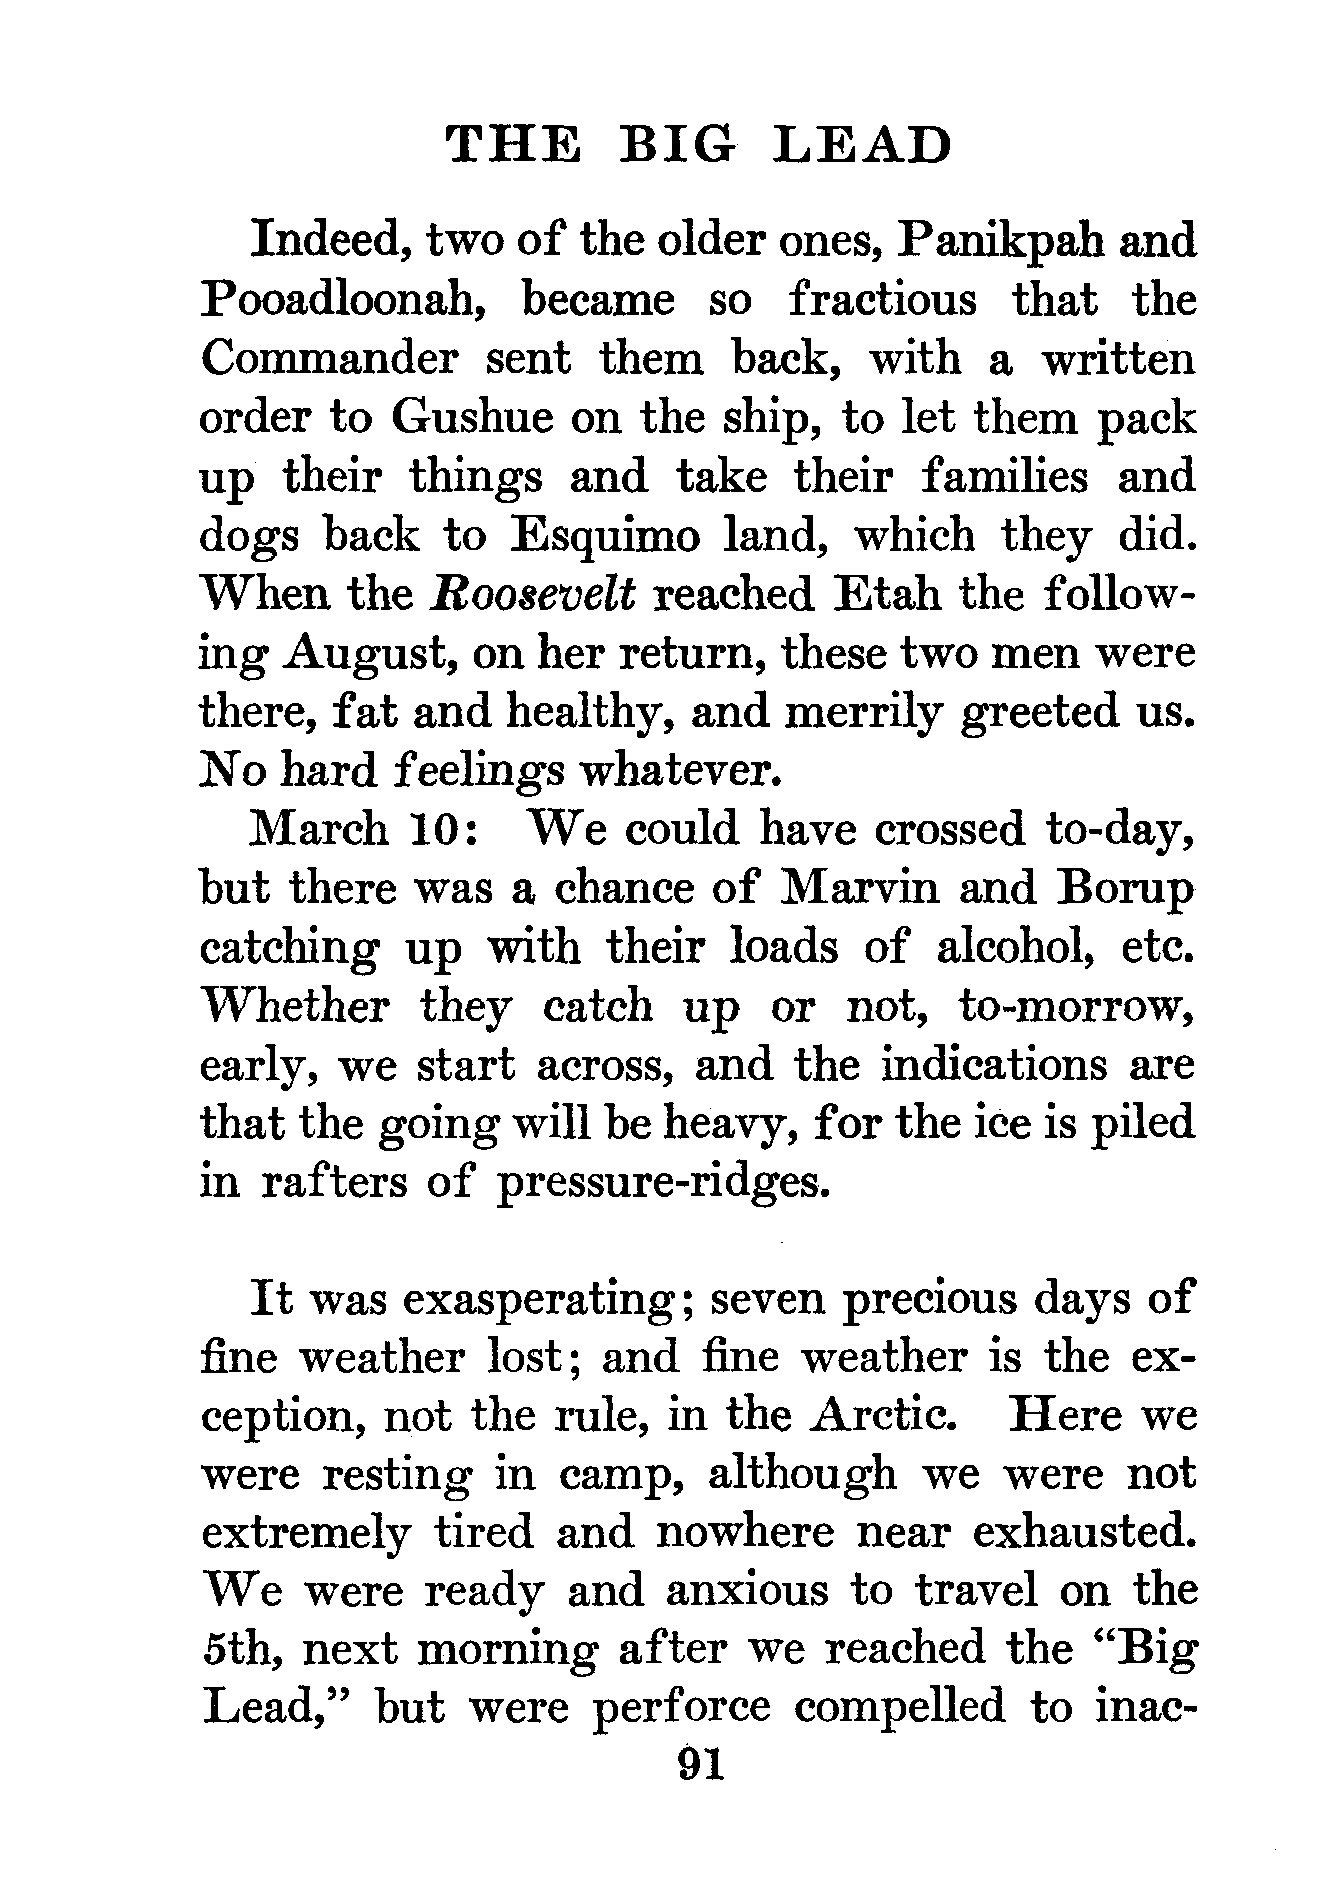 THE BIG LEAD
Indeed, two of the older ones, Panikpah and
Pooadloonah, became so fractious that the
Commander sent them back, with a written
order to Gushue on the ship, to let them pack
up their things and take their families and
dogs back to Esquimo land, which they did.
When the Roosevelt reached Etah the follow-
ing August, on her return, these two men were
there, fat and healthy, and merrily greeted us.
No hard feelings whatever.
March 10: We could have crossed to-day,
but there was a chance of Marvin and Borup
catching up with their loads of alcohol, etc.
Whether they catch up or not, to-morrow,
early, we start across, and the indications are
that the going will be heavy, for the ice is piled
in rafters of pressure-ridges.
It was exasperating; seven precious days of
fine weather lost; and fine weather is the ex-
ception, not the rule, in the Arctic. Here we
were resting in camp, although we were not
extremely tired and nowhere near exhausted.
We were ready and anxious to travel on the
5th, next morning after we reached the “Big
Lead,” but were perforce compelled to inac-
91